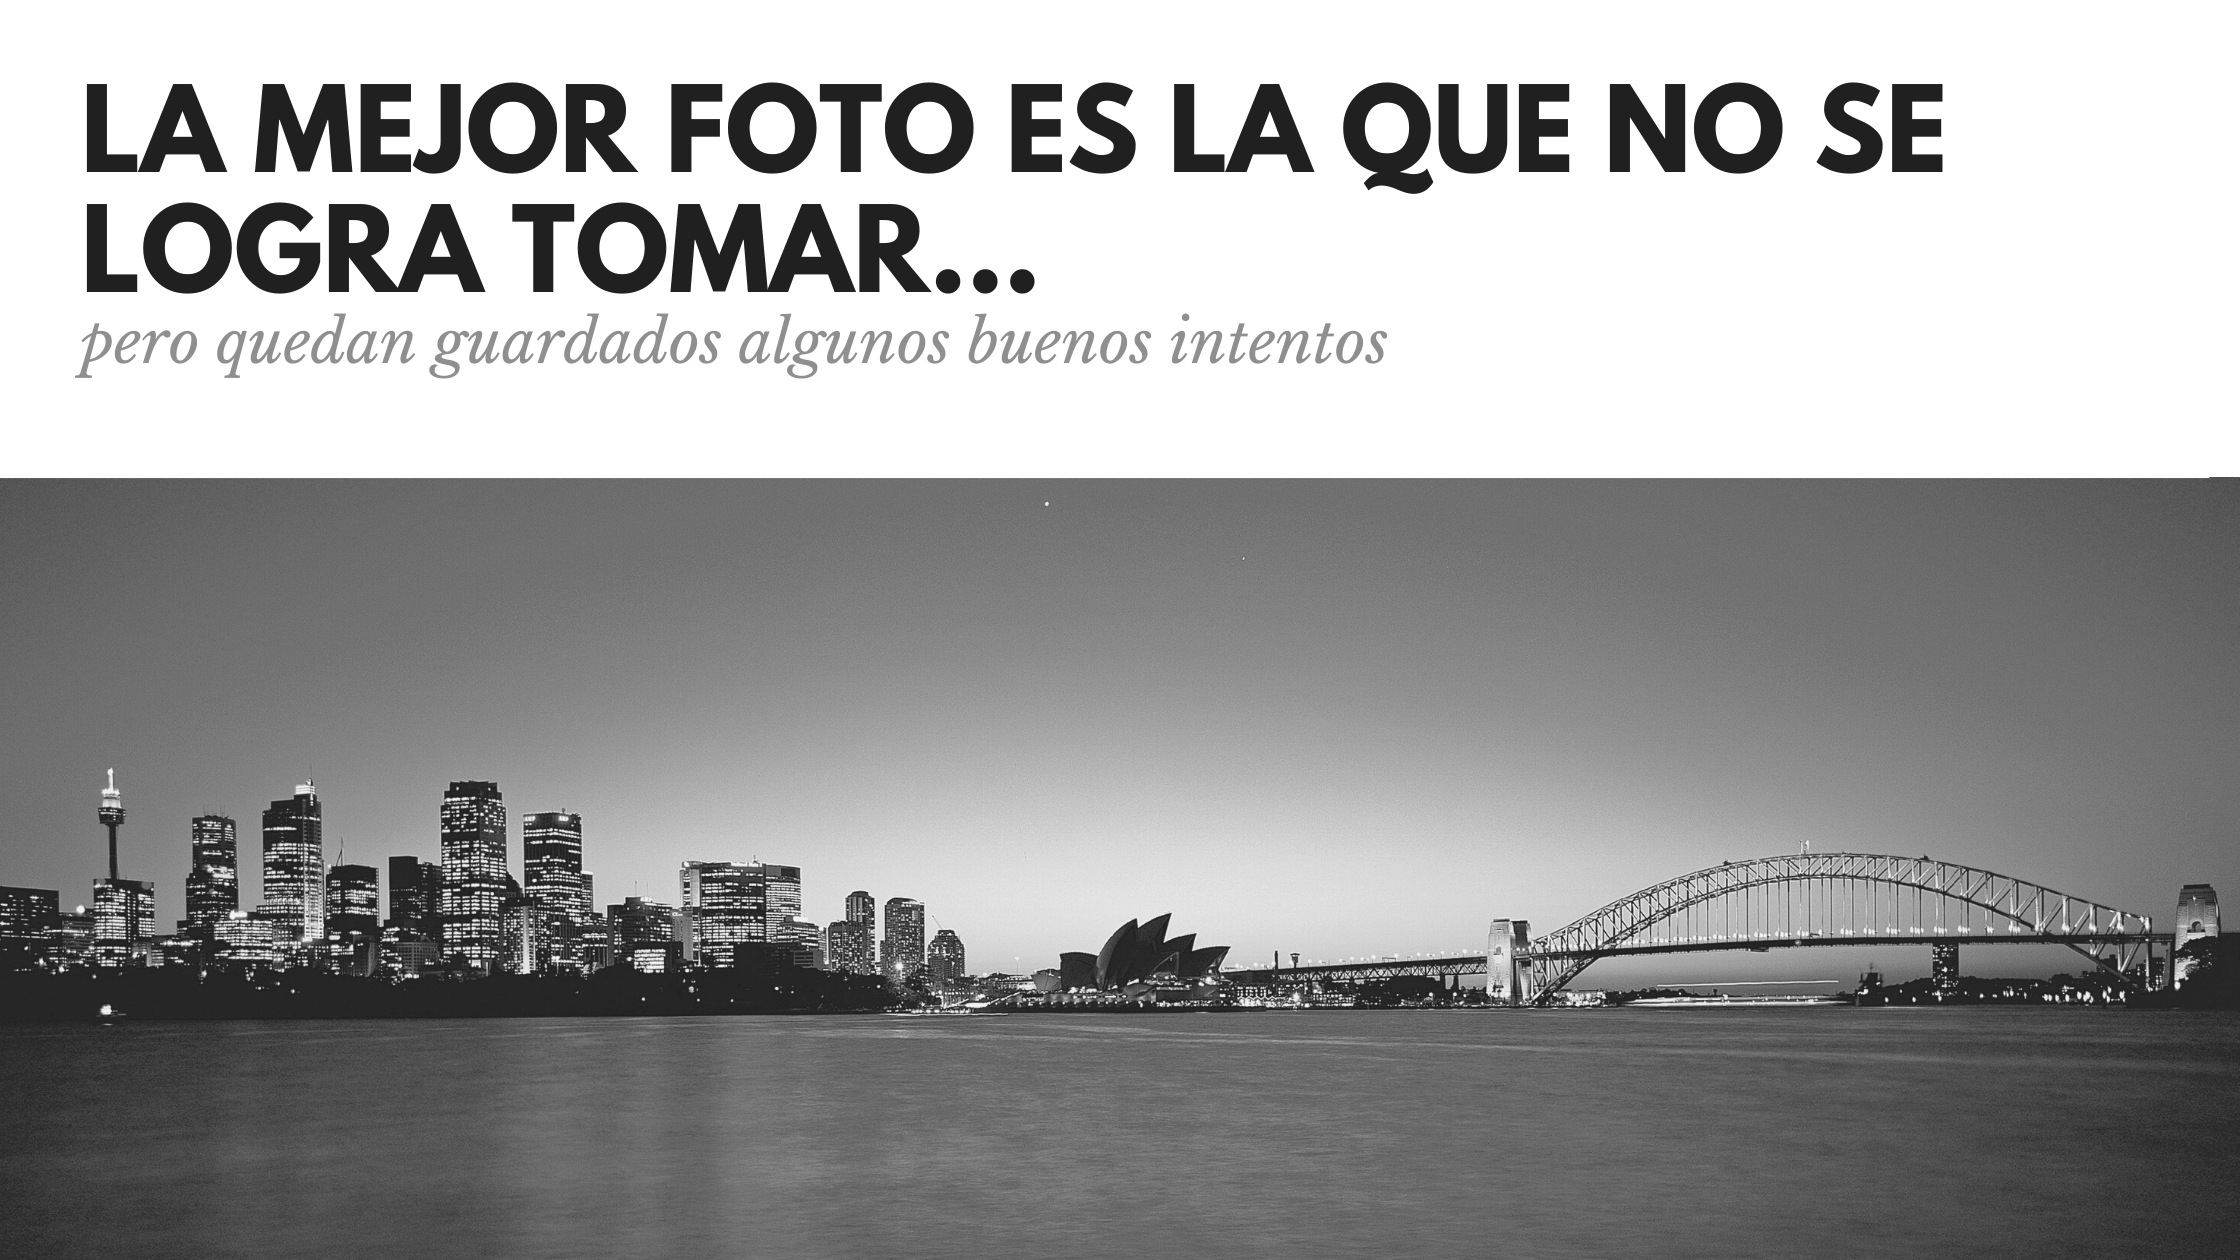 LA MEJOR FOTO ES LA QUE NO SE
LOGRA TOMAR...
pero quedan guardados algunos buenos intentos